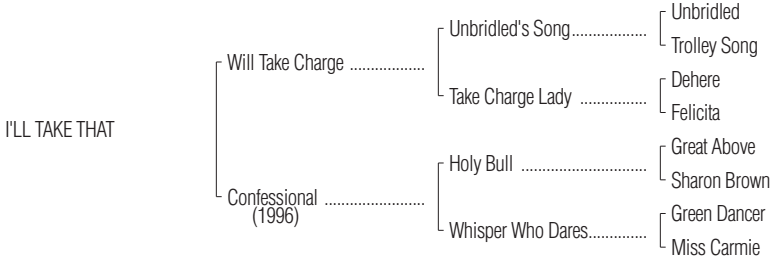 Unbridled
Unbridled's Song..................
Trolley Song
Will Take Charge ..................
Dehere
Take Charge Lady ................
Felicita
I'LL TAKE THAT
Great Above
Holy Bull ..............................
Sharon Brown
Confessional ........................
(1996)
Green Dancer
Whisper Who Dares..............
Miss Carmie